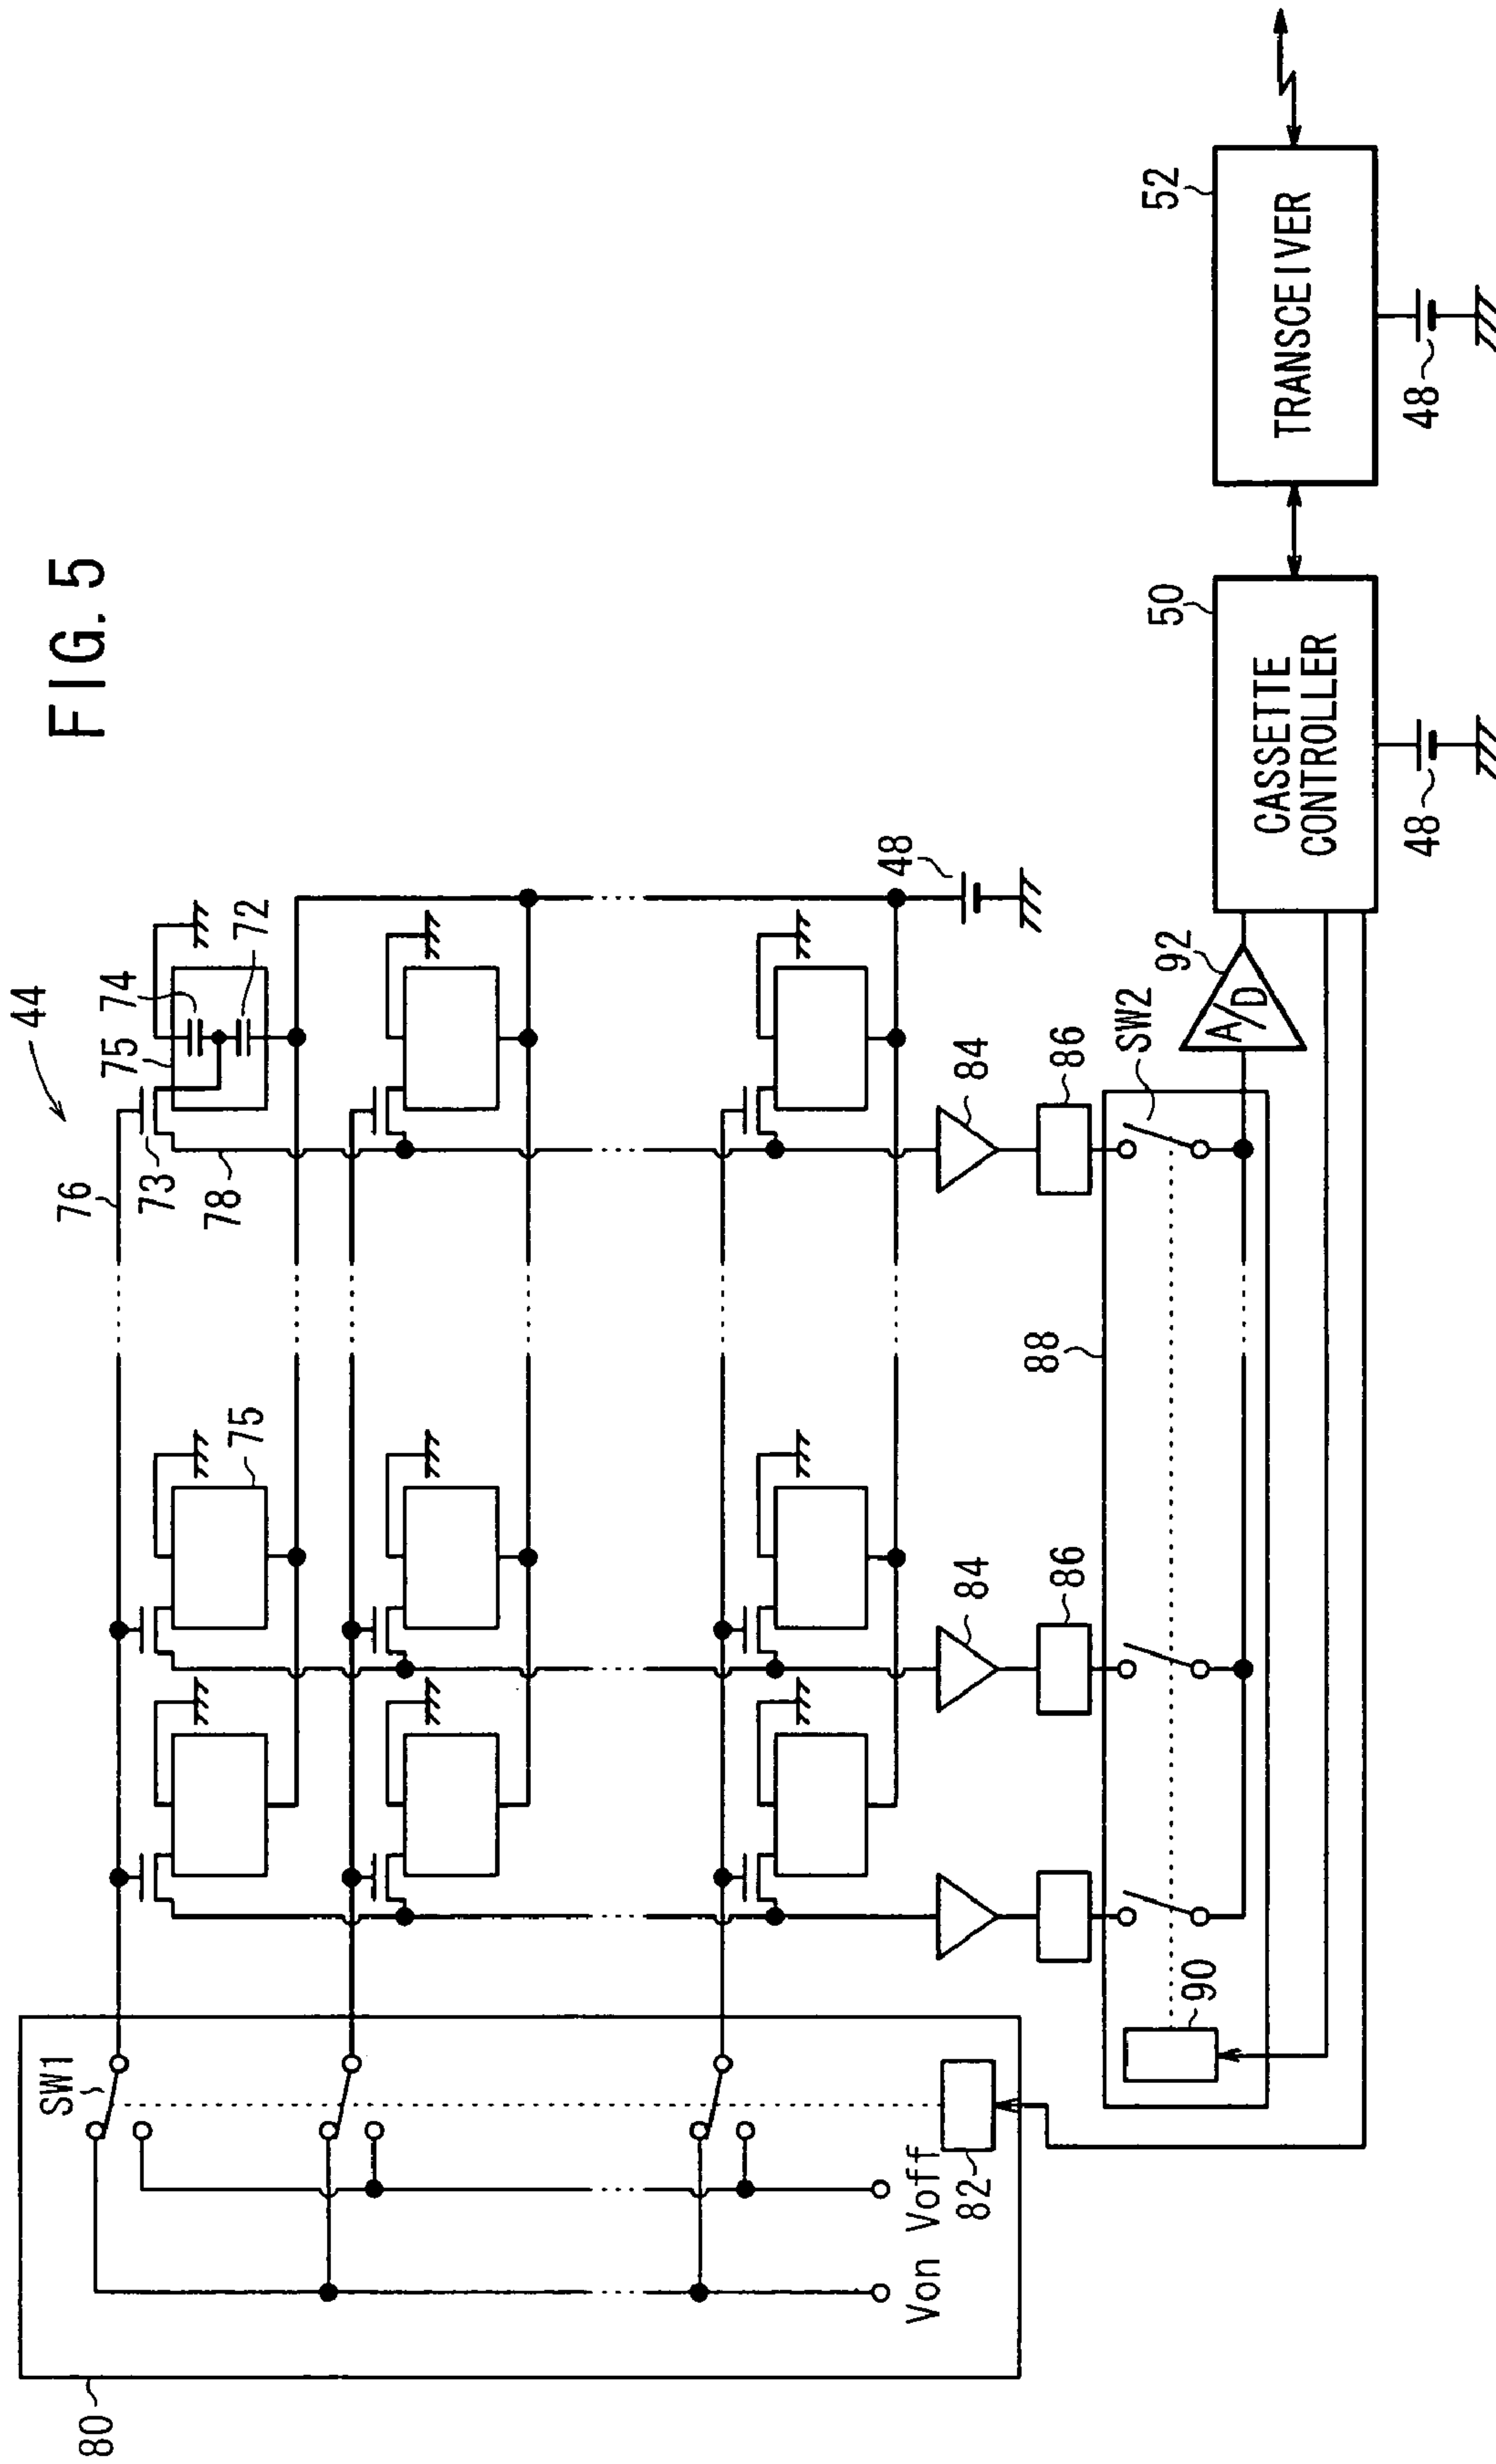 FIG. 5
44
80
SW1
Von Voff
82
76
73
75
74
72
78
75
48
84
84
86
86
88
SW2
90
92
A/D
50
CASSETTE
CONTROLLER
48
52
TRANSCEIVER
48